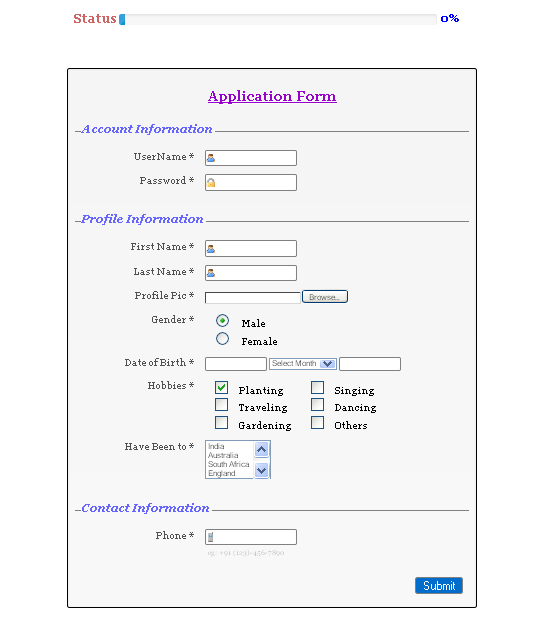 Status 0%
Application Form
Account Information
UserName *
Password *
Profile Information
First Name *
Last Name *
Profile Pic * Browse...
Gender * Male
Female
Date of Birth * Select Month
Hobbies * Planting Singing
Traveling Dancing
Gardening Others
Have Been to * India
Australia
South Africa
England
Contact Information
Phone *
eg: +91 (123)-456-7890
Submit